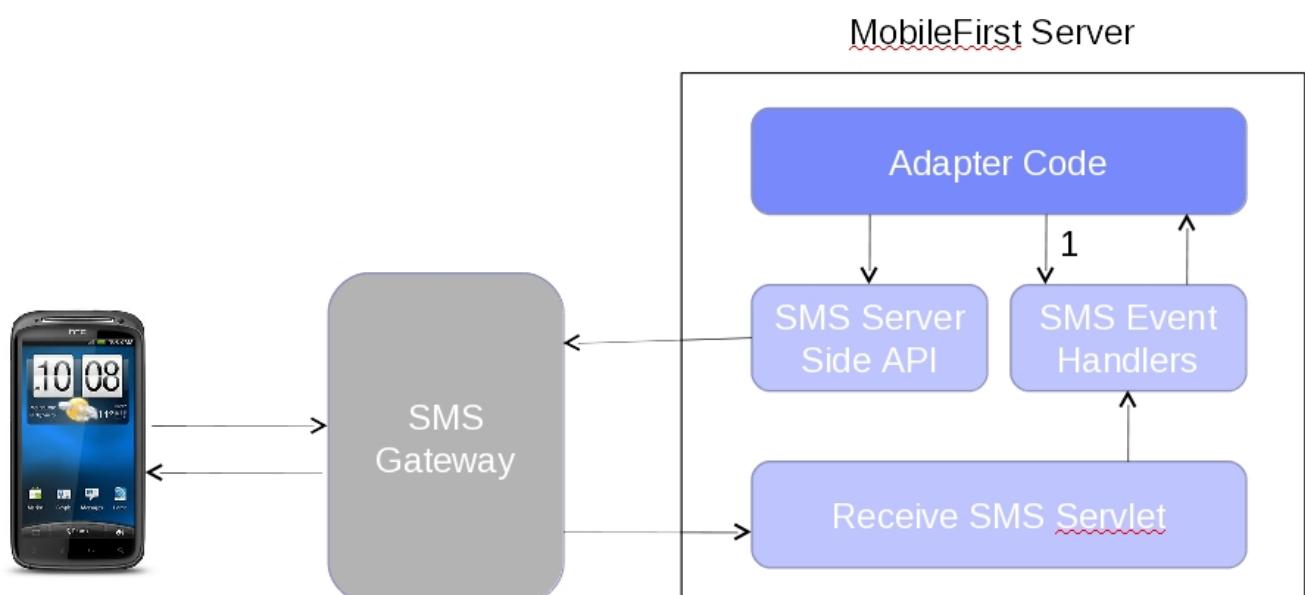 MobileFirst Server
Adapter Code
1
SMS Server
Side API
SMS Event
Handlers
htc
10 08
SMS
Gateway
Receive SMS Servlet